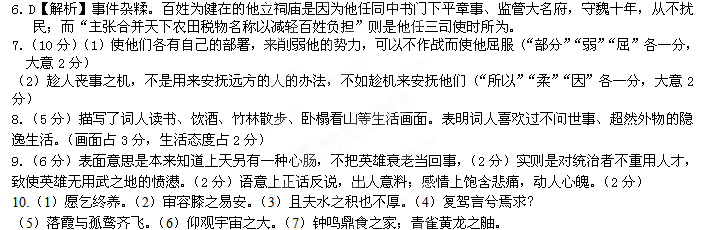 6. D【解析】事件杂糅。百姓为健在的他立祠庙是因为他任同中书门下平章事、监管大名府，守魏十年，从不扰
民；而“主张合并天下农田税物名称以减轻百姓负担”则是他任三司使时所为。
7.（10 分）（1）使他们各有自己的部署，来削弱他的势力，可以不作战而使他屈服（“部分”“弱”“屈”各一分，
大意 2 分）
（2）趁人丧事之机，不是用来安抚远方的人的办法，不如趁机来安抚他们（“所以”“柔”“因”各一分，大意 2
分）
8.（5 分）描写了词人读书、饮酒、竹林散步、卧榻看山等生活画面。表明词人喜欢过不问世事、超然外物的隐
逸生活。（画面占 3 分，生活态度占 2 分）
9.（6 分）表面意思是本来知道上天另有一种心肠，不把英雄衰老当回事，（2 分）实则是对统治者不重用人才，
致使英雄无用武之地的愤懑。（2 分）语意上正话反说，出人意料；感情上饱含悲痛，动人心魄。（2 分）
10.（1）愿乞终养。（2）审容膝之易安。（3）且夫水之积也不厚。（4）复驾言兮焉求？
（5）落霞与孤鹜齐飞。（6）仰观宇宙之大。（7）钟鸣鼎食之家；青雀黄龙之舳。